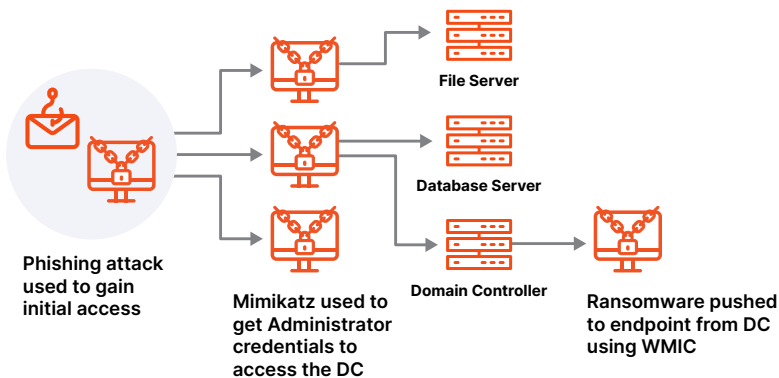 File Server
Database Server
Phishing attack
used to gain
initial access
Domain Controller
Mimikatz used to
get Administrator
credentials to
access the DC
Ransomware pushed
to endpoint from DC
using WMIC